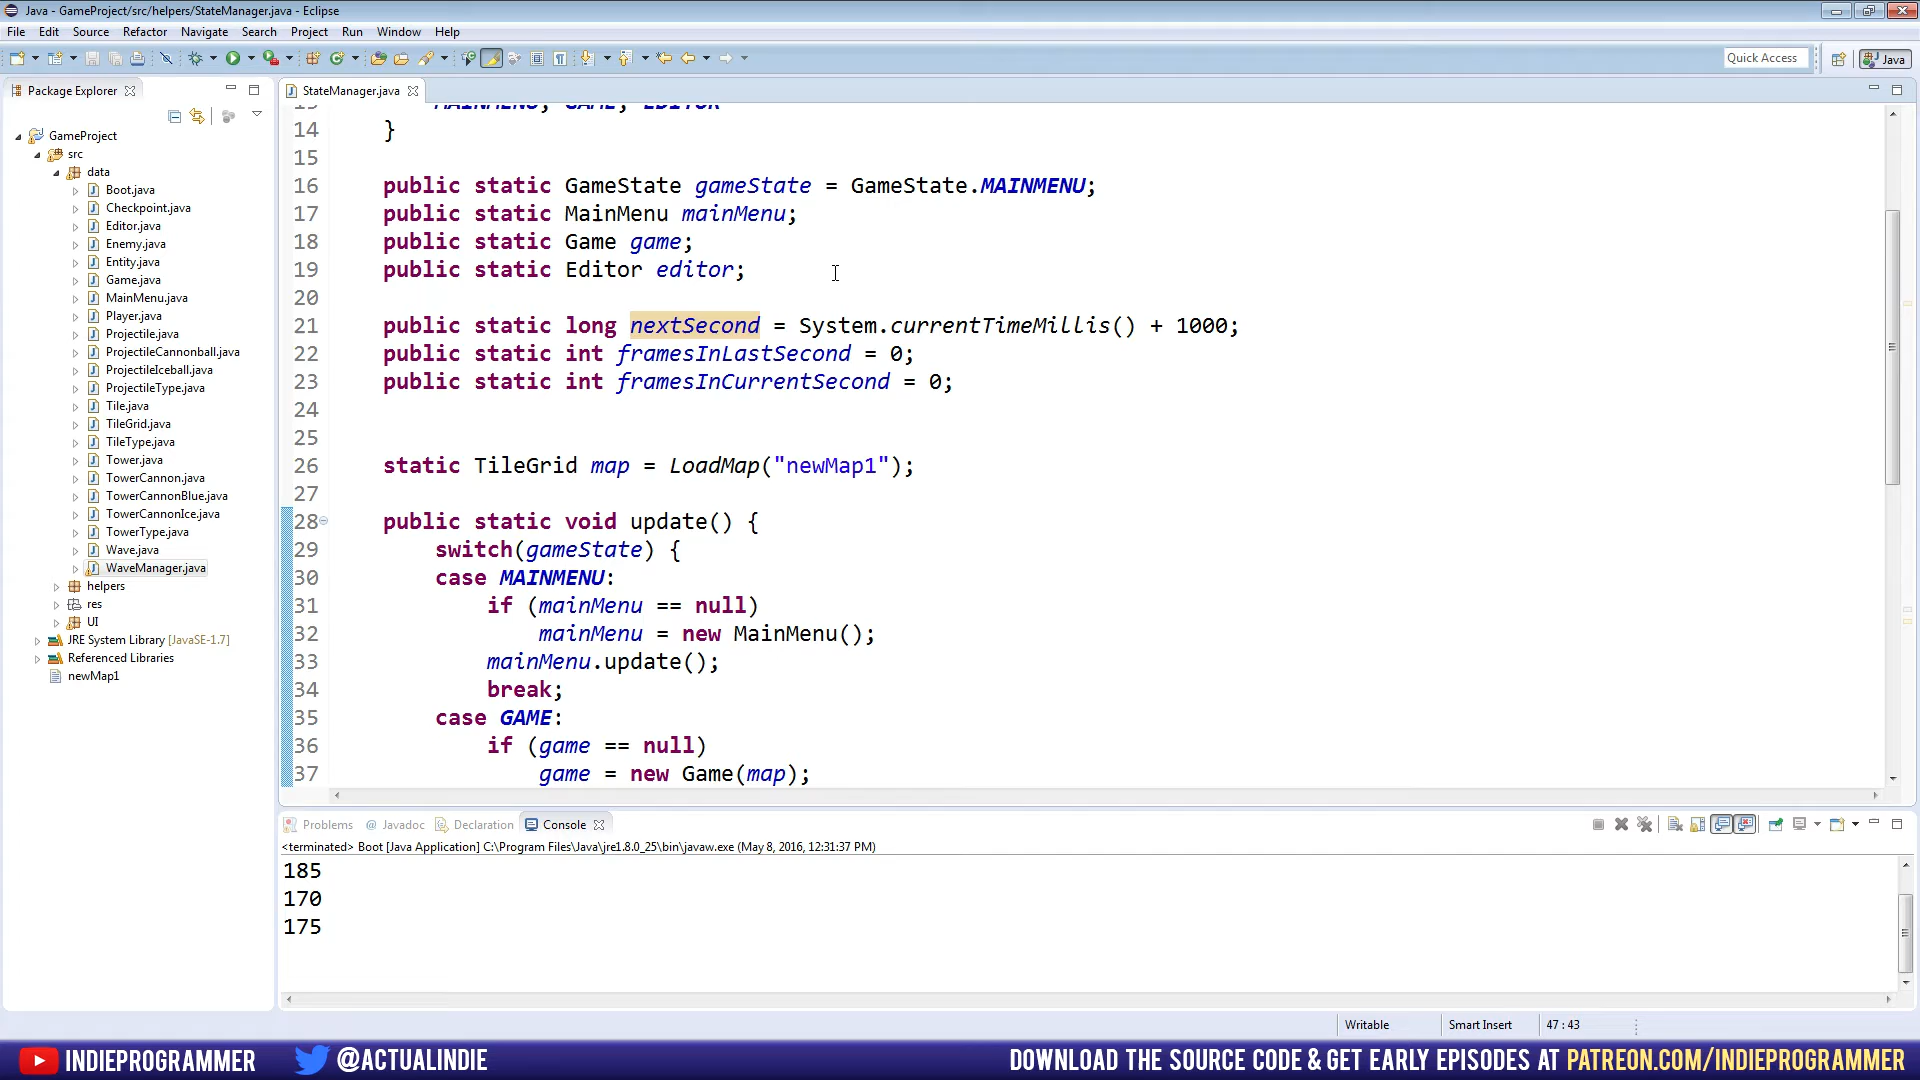 Java - GameProject/src/helpers/StateManager.java - Eclipse
File Edit Source Refactor Navigate Search Project Run Window Help
Quick Access
Java
Package Explorer
StateManager.java
GameProject
src
data
Boot.java
Checkpoint.java
Editor.java
Enemy.java
Entity.java
Game.java
MainMenu.java
Player.java
Projectile.java
ProjectileCannonball.java
ProjectileIceball.java
ProjectileType.java
Tile.java
TileGrid.java
TileType.java
Tower.java
TowerCannon.java
TowerCannonBlue.java
TowerCannonIce.java
TowerType.java
Wave.java
WaveManager.java
helpers
res
UI
JRE System Library [JavaSE-1.7]
Referenced Libraries
newMap1
13 MAINMENU, GAME, EDITOR
14 }
15
16 public static GameState gameState = GameState.MAINMENU;
17 public static MainMenu mainMenu;
18 public static Game game;
19 public static Editor editor;
20
21 public static long nextSecond = System.currentTimeMillis() + 1000;
22 public static int framesInLastSecond = 0;
23 public static int framesInCurrentSecond = 0;
24
25
26 static TileGrid map = LoadMap("newMap1");
27
28 public static void update() {
29 switch(gameState) {
30 case MAINMENU:
31 if (mainMenu == null)
32 mainMenu = new MainMenu();
33 mainMenu.update();
34 break;
35 case GAME:
36 if (game == null)
37 game = new Game(map);
Problems @ Javadoc Declaration Console
<terminated> Boot [Java Application] C:\Program Files\Java\jre1.8.0_25\bin\javaw.exe (May 8, 2016, 12:31:37 PM)
185
170
175
Writable Smart Insert 47 : 43
INDIEPROGRAMMER @ACTUALINDIE DOWNLOAD THE SOURCE CODE & GET EARLY EPISODES AT PATREON.COM/INDIEPROGRAMMER